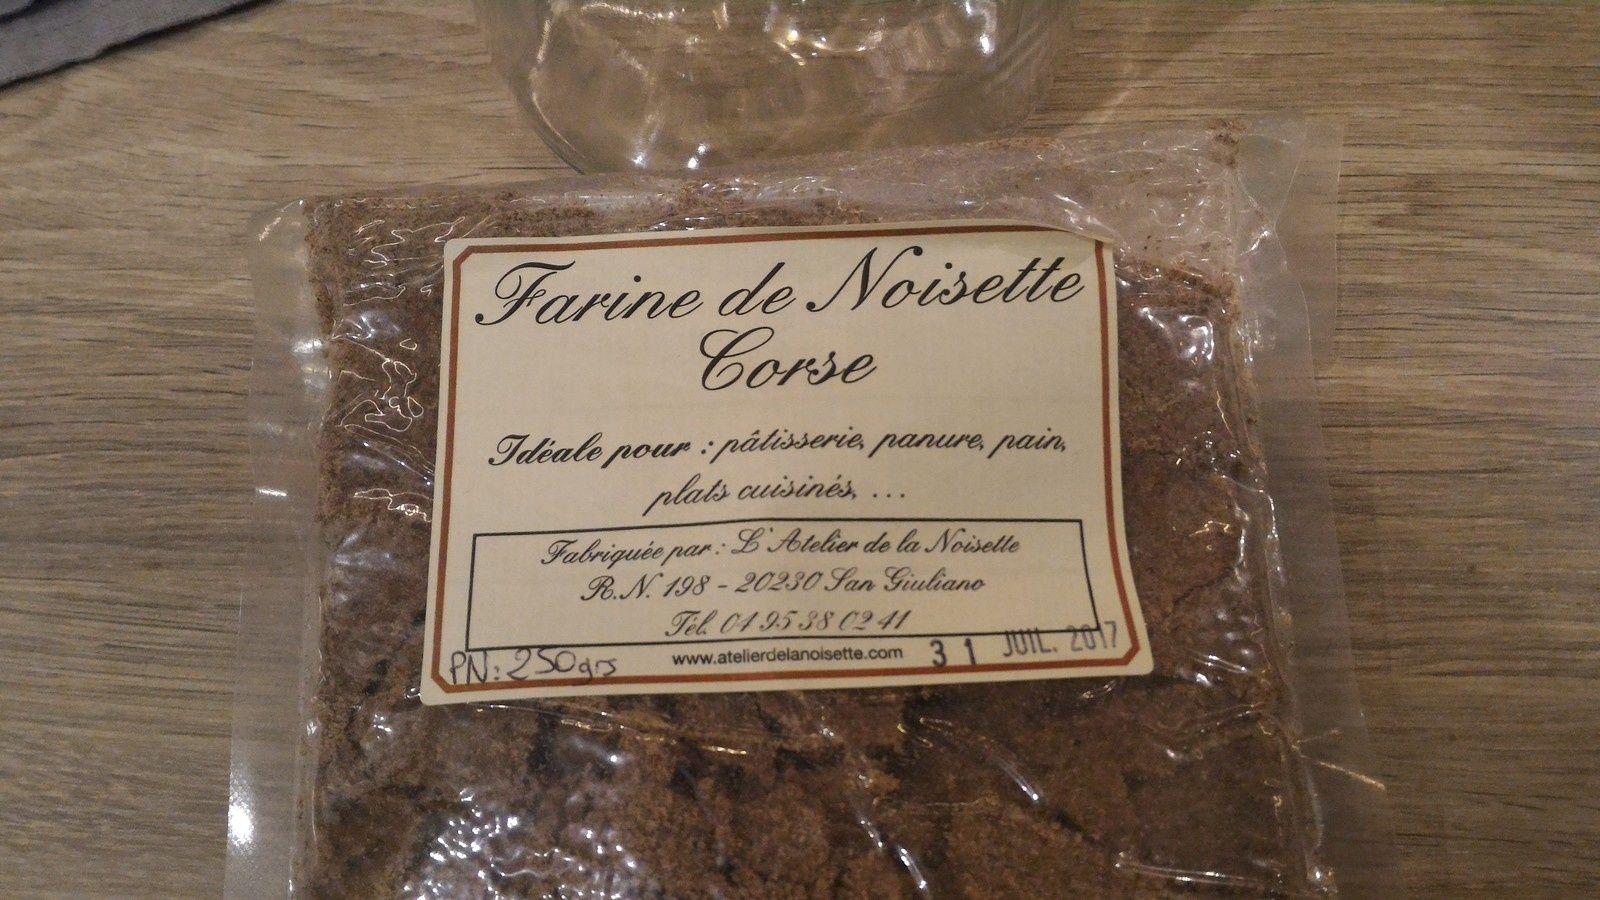 Farine de Noisette
Corse
Idéale pour : pâtisserie, panure, pain,
plats cuisinés, ...
Fabriquée par : L'Atelier de la Noisette
R.N. 198 - 20230 San Giuliano
Tél. 04 95 38 02 41
PN: 250grs www.atelierdelanoisette.com 31 JUIL. 2017